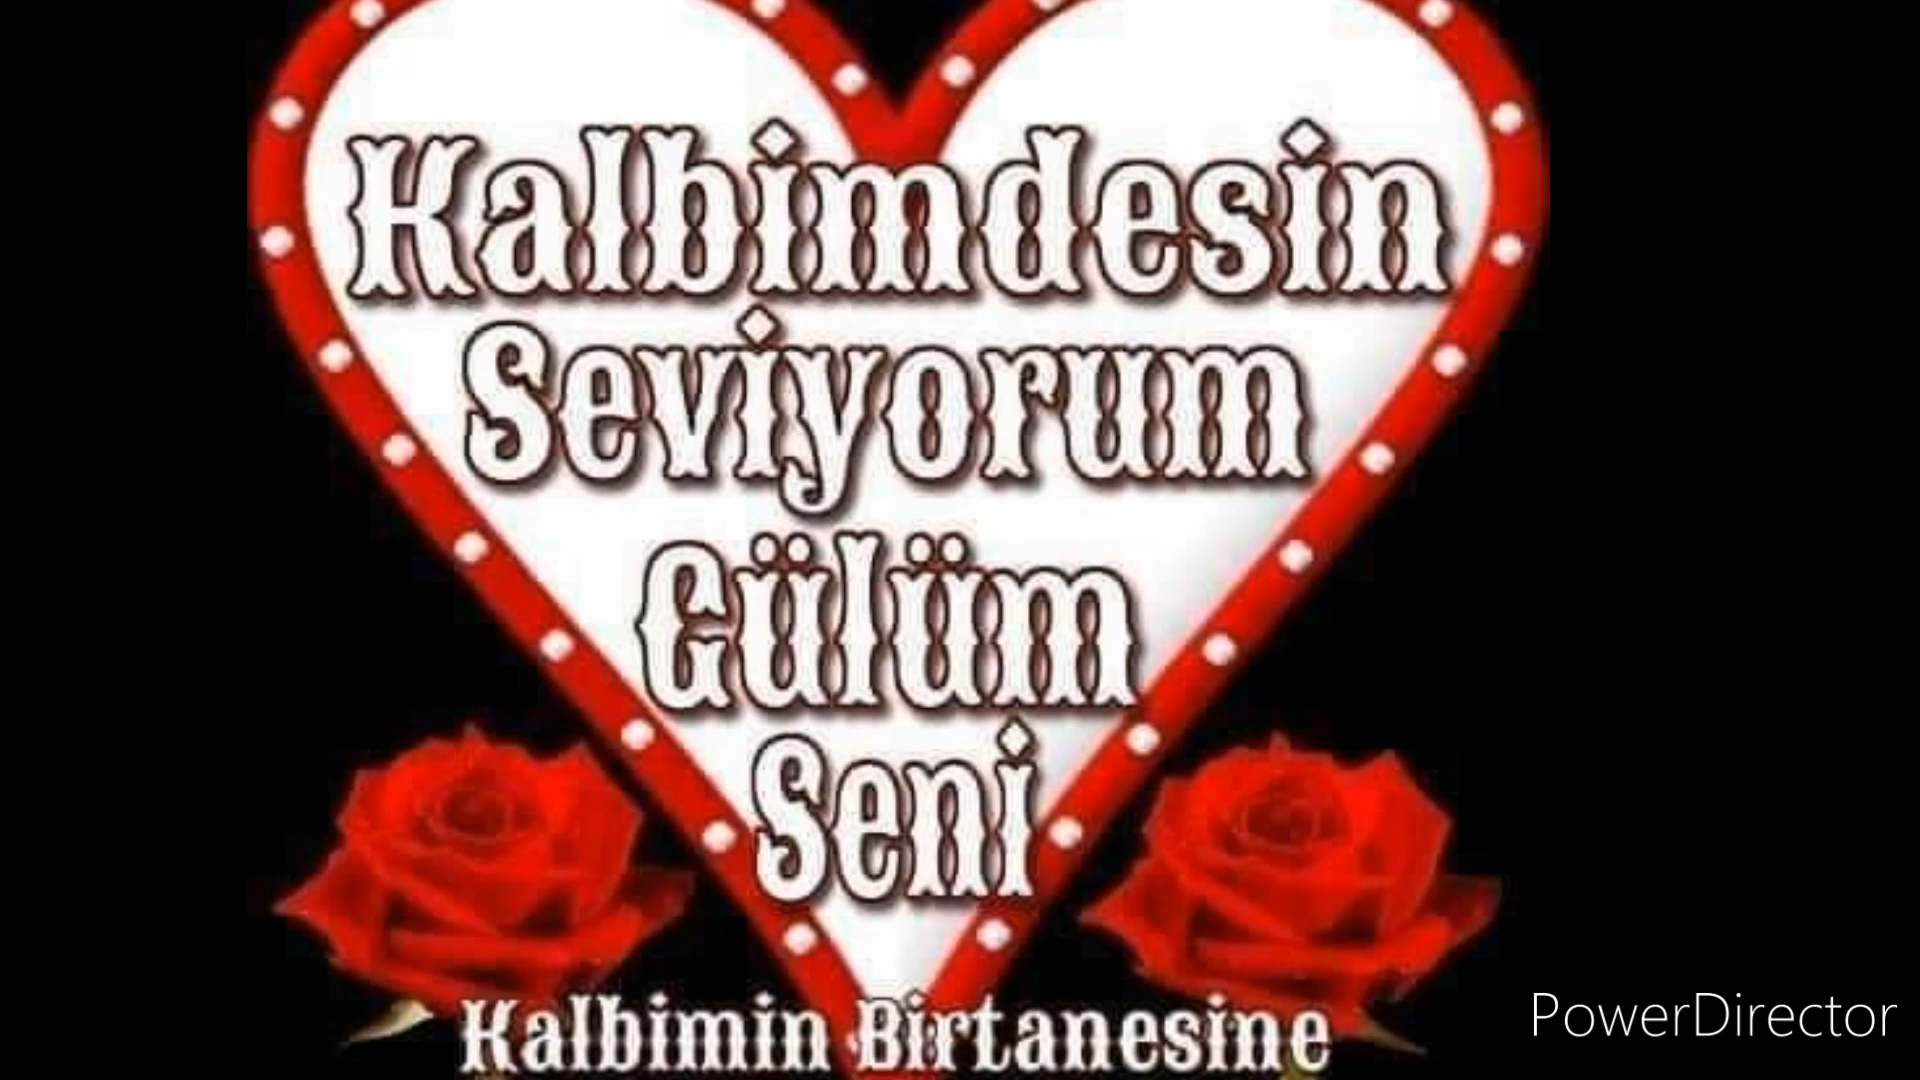 Kalbimdesin
Seviyorum
Gülüm
Seni
Kalbimin Birtanesine
PowerDirector